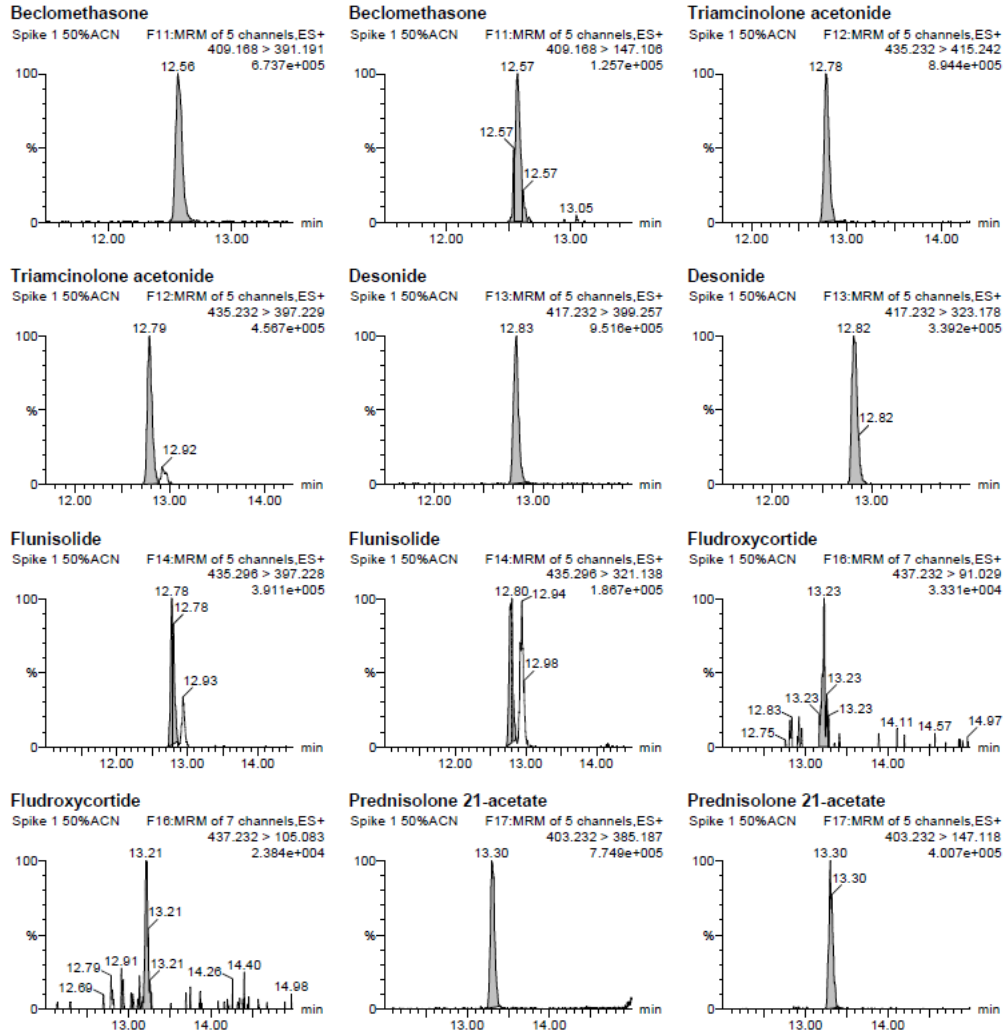 Beclomethasone
Spike 1 50%ACN F11:MRM of 5 channels,ES+
409.168 > 391.191
6.737e+005
12.56
100
%
0
12.00 13.00 min
Beclomethasone
Spike 1 50%ACN F11:MRM of 5 channels,ES+
409.168 > 147.106
1.257e+005
12.57
100
12.57
%
12.57
13.05
0
12.00 13.00 min
Triamcinolone acetonide
Spike 1 50%ACN F12:MRM of 5 channels,ES+
435.232 > 415.242
8.944e+005
12.78
100
%
0
12.00 13.00 14.00 min
Triamcinolone acetonide
Spike 1 50%ACN F12:MRM of 5 channels,ES+
435.232 > 397.229
4.567e+005
12.79
100
%
12.92
0
12.00 13.00 14.00 min
Desonide
Spike 1 50%ACN F13:MRM of 5 channels,ES+
417.232 > 399.257
9.516e+005
12.83
100
%
0
12.00 13.00 min
Desonide
Spike 1 50%ACN F13:MRM of 5 channels,ES+
417.232 > 323.178
3.392e+005
12.82
100
%
12.82
0
12.00 13.00 min
Flunisolide
Spike 1 50%ACN F14:MRM of 5 channels,ES+
435.296 > 397.228
3.911e+005
12.78
100
12.78
%
12.93
0
12.00 13.00 14.00 min
Flunisolide
Spike 1 50%ACN F14:MRM of 5 channels,ES+
435.296 > 321.138
1.867e+005
12.80 12.94
100
%
12.98
0
12.00 13.00 14.00 min
Fludroxycortide
Spike 1 50%ACN F16:MRM of 7 channels,ES+
437.232 > 91.029
3.331e+004
13.23
100
%
13.23
13.23
13.23
12.83
12.75
14.11 14.57 14.97
0
13.00 14.00 min
Fludroxycortide
Spike 1 50%ACN F16:MRM of 7 channels,ES+
437.232 > 105.083
2.384e+004
13.21
100
13.21
%
12.79 12.91 13.21
12.69
14.26 14.40
14.98
0
13.00 14.00 min
Prednisolone 21-acetate
Spike 1 50%ACN F17:MRM of 5 channels,ES+
403.232 > 385.187
7.749e+005
13.30
100
%
0
13.00 14.00 min
Prednisolone 21-acetate
Spike 1 50%ACN F17:MRM of 5 channels,ES+
403.232 > 147.118
4.007e+005
13.30
100
13.30
%
0
13.00 14.00 min